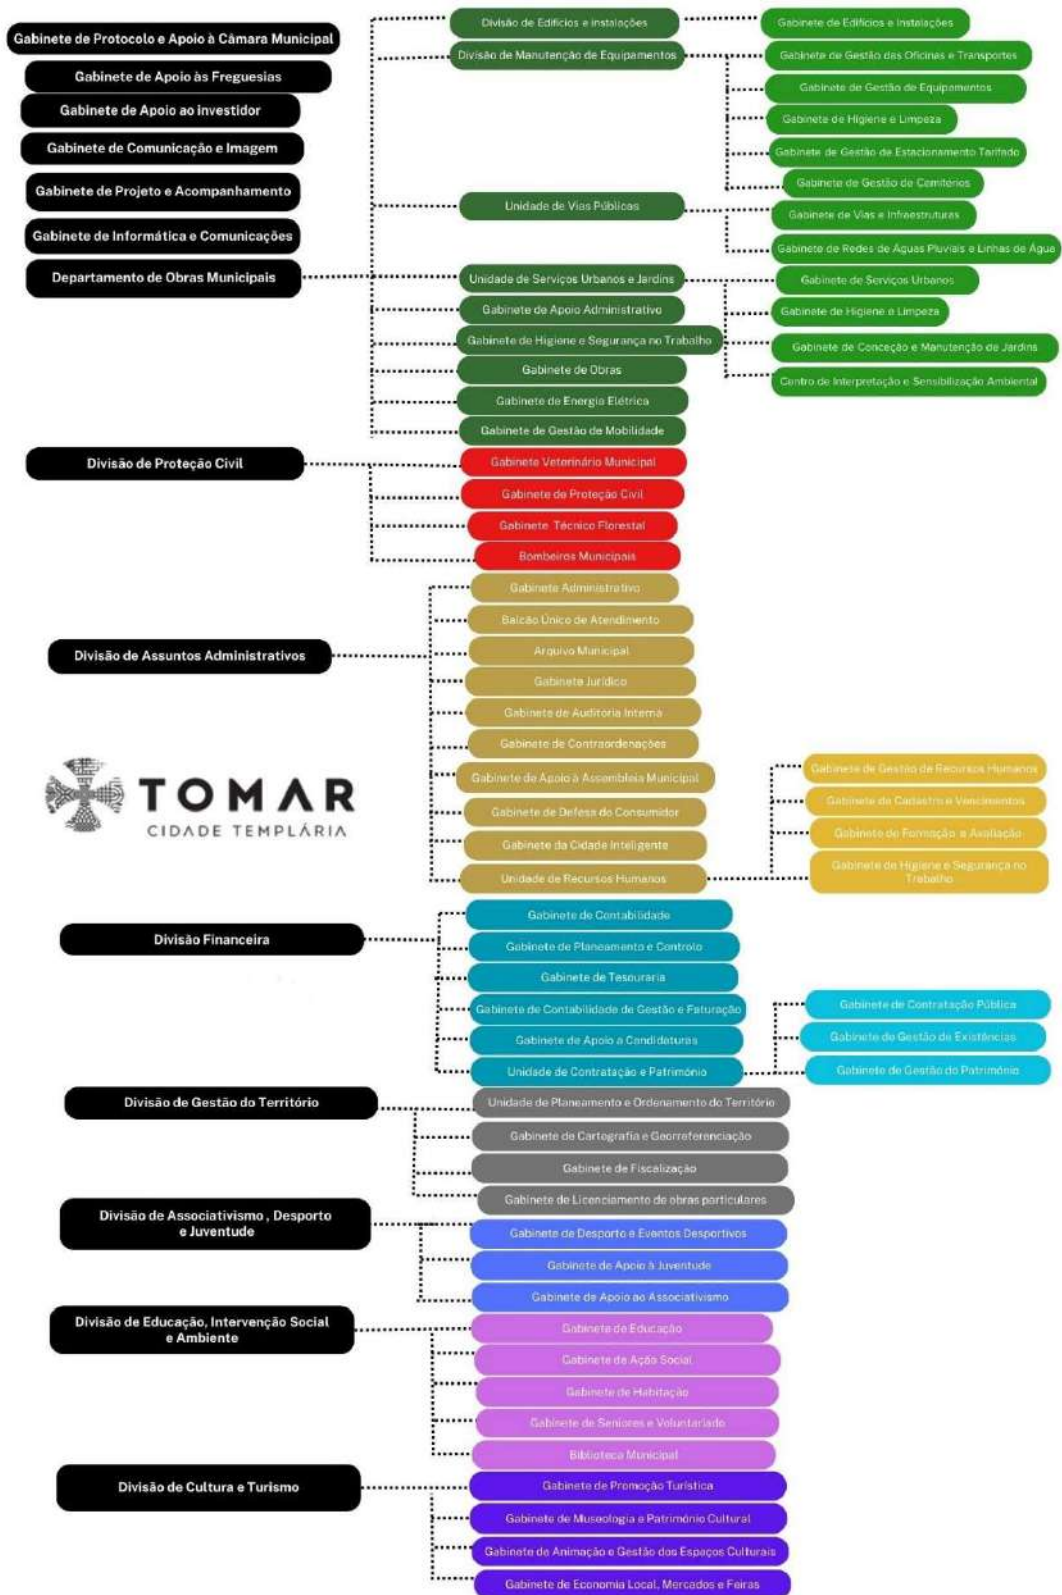 Gabinete de Protocolo e Apoio à Câmara Municipal
Gabinete de Apoio às Freguesias
Gabinete de Apoio ao investidor
Gabinete de Comunicação e Imagem
Gabinete de Projeto e Acompanhamento
Gabinete de Informática e Comunicações
Departamento de Obras Municipais
Divisão de Edifícios e instalações
Gabinete de Edifícios e Instalações
Divisão de Manutenção de Equipamentos
Gabinete de Gestão das Oficinas e Transportes
Gabinete de Gestão de Equipamentos
Gabinete de Higiene e Limpeza
Gabinete de Gestão de Estacionamento Tarifado
Gabinete de Gestão de Cemitérios
Unidade de Vias Públicas
Gabinete de Vias e Infraestruturas
Gabinete de Redes de Águas Pluviais e Linhas de Água
Unidade de Serviços Urbanos e Jardins
Gabinete de Serviços Urbanos
Gabinete de Higiene e Limpeza
Gabinete de Conceção e Manutenção de Jardins
Centro de Interpretação e Sensibilização Ambiental
Gabinete de Apoio Administrativo
Gabinete de Higiene e Segurança no Trabalho
Gabinete de Obras
Gabinete de Energia Elétrica
Gabinete de Gestão de Mobilidade
Divisão de Proteção Civil
Gabinete Veterinário Municipal
Gabinete de Proteção Civil
Gabinete Técnico Florestal
Bombeiros Municipais
Divisão de Assuntos Administrativos
Gabinete Administrativo
Balcão Único de Atendimento
Arquivo Municipal
Gabinete Jurídico
Gabinete de Auditoria Interna
Gabinete de Contraordenações
Gabinete de Apoio à Assembleia Municipal
Gabinete de Defesa do Consumidor
Gabinete da Cidade Inteligente
Unidade de Recursos Humanos
Gabinete de Gestão de Recursos Humanos
Gabinete de Cadastro e Vencimentos
Gabinete de Formação e Avaliação
Gabinete de Higiene e Segurança no
Trabalho
TOMAR
CIDADE TEMPLÁRIA
Divisão Financeira
Gabinete de Contabilidade
Gabinete de Planeamento e Controlo
Gabinete de Tesouraria
Gabinete de Contabilidade de Gestão e Faturação
Gabinete de Apoio a Candidaturas
Unidade de Contratação e Património
Gabinete de Contratação Pública
Gabinete de Gestão de Existências
Gabinete de Gestão do Património
Divisão de Gestão do Território
Unidade de Planeamento e Ordenamento do Território
Gabinete de Cartografia e Georreferenciação
Gabinete de Fiscalização
Gabinete de Licenciamento de obras particulares
Divisão de Associativismo , Desporto
e Juventude
Gabinete de Desporto e Eventos Desportivos
Gabinete de Apoio à Juventude
Gabinete de Apoio ao Associativismo
Divisão de Educação, Intervenção Social
e Ambiente
Gabinete de Educação
Gabinete de Ação Social
Gabinete de Habitação
Gabinete de Seniores e Voluntariado
Biblioteca Municipal
Divisão de Cultura e Turismo
Gabinete de Promoção Turística
Gabinete de Museologia e Património Cultural
Gabinete de Animação e Gestão dos Espaços Culturais
Gabinete de Economia Local, Mercados e Feiras